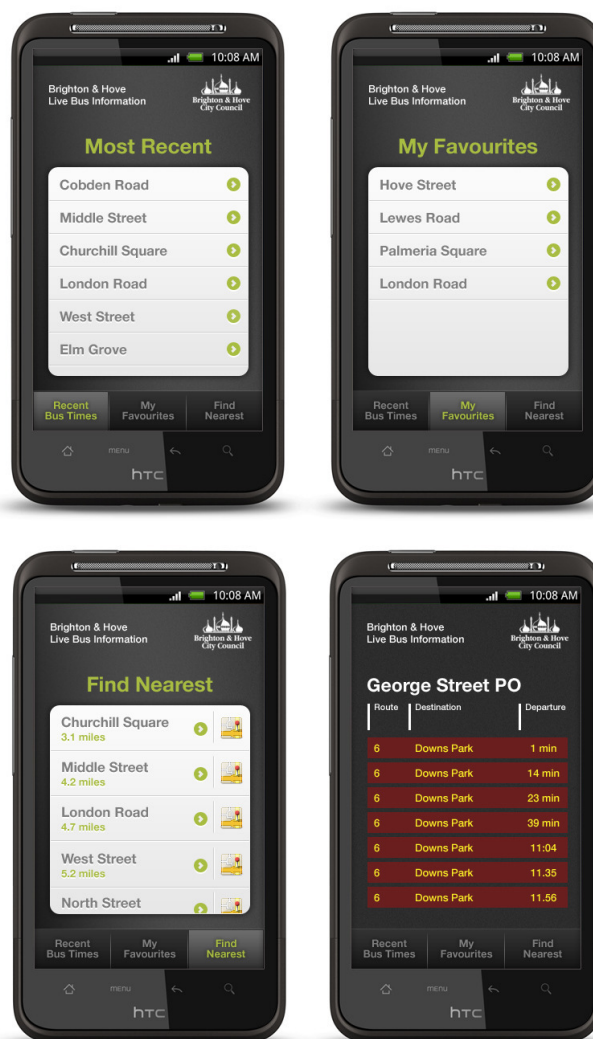 10:08 AM
Brighton & Hove
Live Bus Information
Brighton & Hove
City Council
Most Recent
Cobden Road
Middle Street
Churchill Square
London Road
West Street
Elm Grove
Recent
Bus Times
My
Favourites
Find
Nearest
menu
htc
10:08 AM
Brighton & Hove
Live Bus Information
Brighton & Hove
City Council
My Favourites
Hove Street
Lewes Road
Palmeria Square
London Road
Recent
Bus Times
My
Favourites
Find
Nearest
menu
htc
10:08 AM
Brighton & Hove
Live Bus Information
Brighton & Hove
City Council
Find Nearest
Churchill Square
3.1 miles
Middle Street
4.2 miles
London Road
4.7 miles
West Street
5.2 miles
North Street
Recent
Bus Times
My
Favourites
Find
Nearest
menu
htc
10:08 AM
Brighton & Hove
Live Bus Information
Brighton & Hove
City Council
George Street PO
Route Destination Departure
6 Downs Park 1 min
6 Downs Park 14 min
6 Downs Park 23 min
6 Downs Park 39 min
6 Downs Park 11:04
6 Downs Park 11.35
6 Downs Park 11.56
Recent
Bus Times
My
Favourites
Find
Nearest
menu
htc